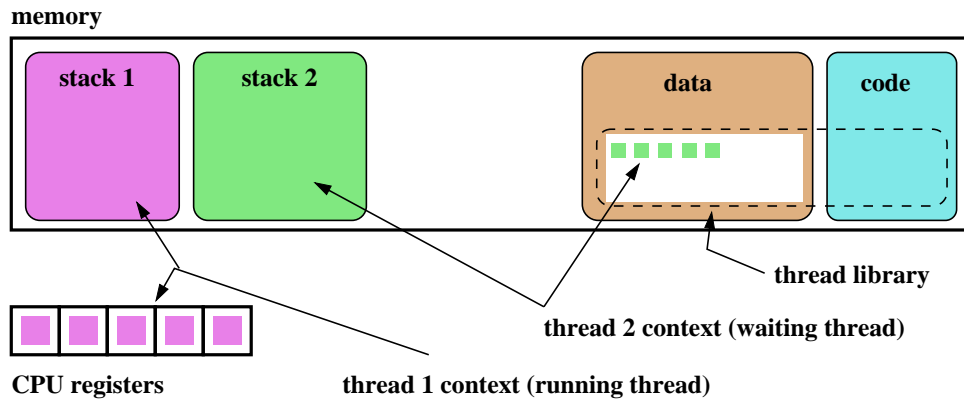 memory
stack 1
stack 2
data
code
thread library
thread 2 context (waiting thread)
CPU registers
thread 1 context (running thread)